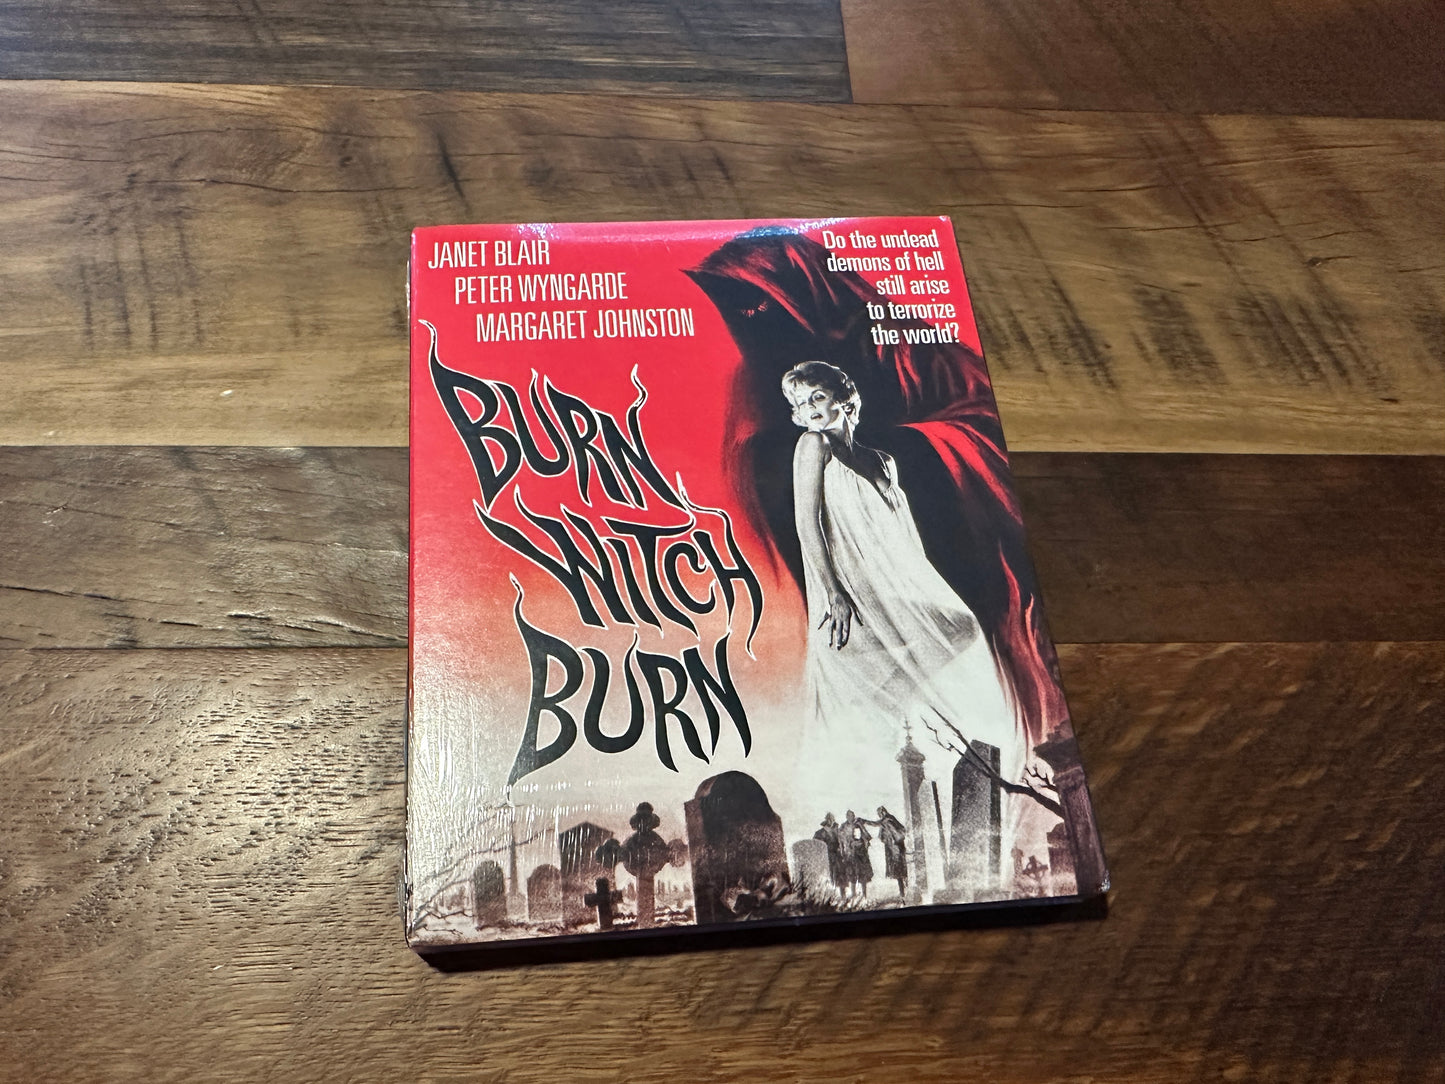 JANET BLAIR
PETER WYNGARDE
MARGARET JOHNSTON
Do the undead
demons of hell
still arise
to terrorize
the world?
BURN
WITCH
BURN